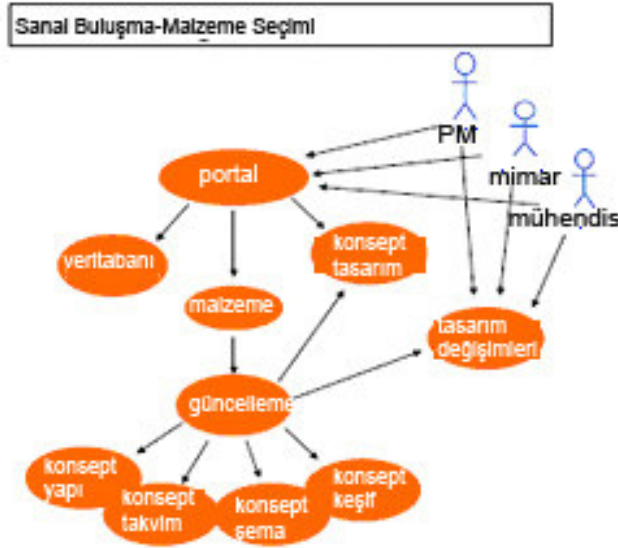 Sanal Buluşma-Malzeme Seçimi
PM
mimar
mühendis
portal
veritabanı
konsept
tasarım
malzeme
tasarım
değişimleri
güncelleme
konsept
yapı
konsept
takvim
konsept
şema
konsept
keşif